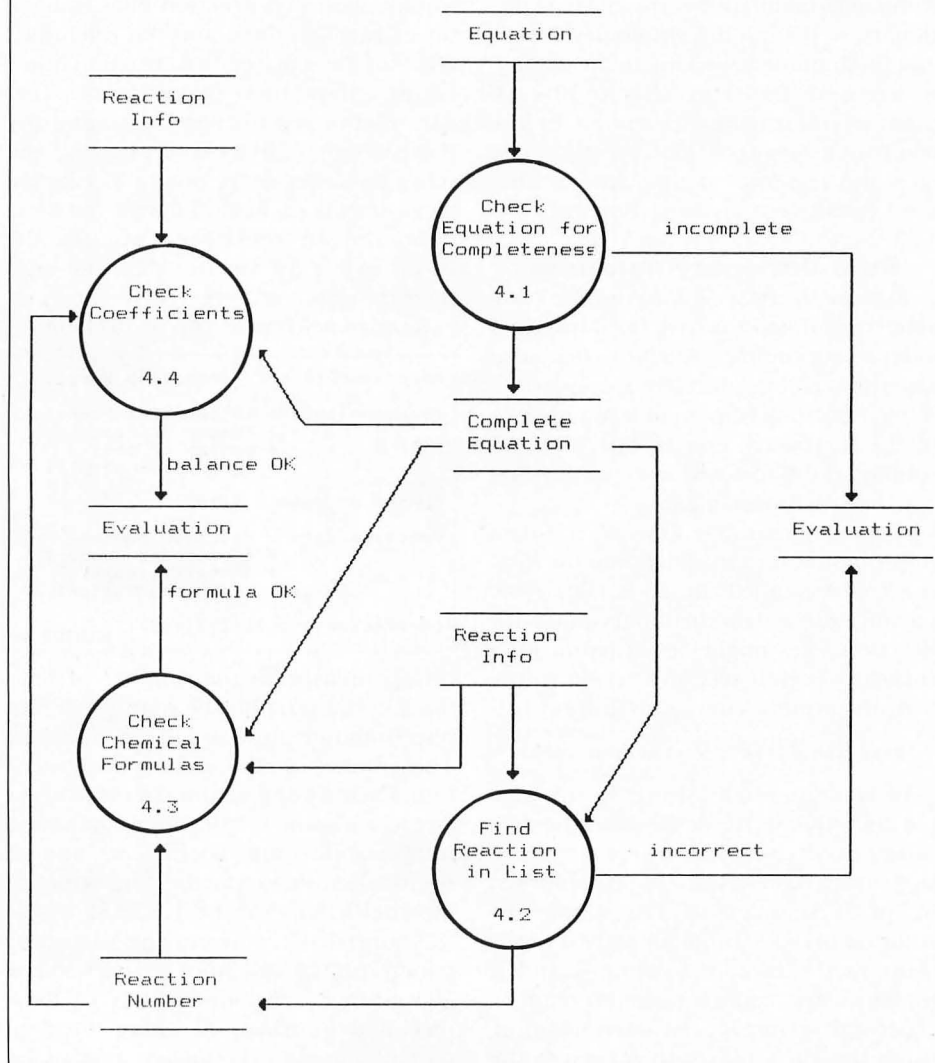 Equation
Reaction
Info
Check
Equation for
Completeness
4.1
incomplete
Check
Coefficients
4.4
Complete
Equation
balance OK
Evaluation
Evaluation
formula OK
Reaction
Info
Check
Chemical
Formulas
4.3
Find
Reaction
in List
4.2
incorrect
Reaction
Number